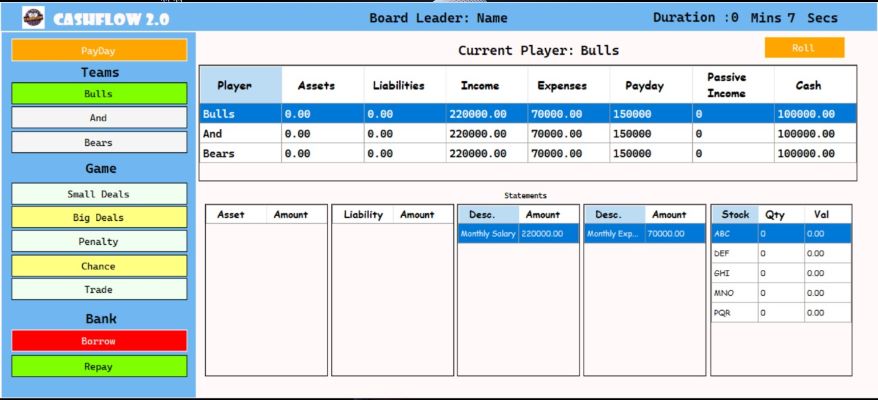 CASHFLOW 2.0 Board Leader: Name Duration :0 Mins 7 Secs
PayDay
Teams
Bulls
And
Bears
Game
Small Deals
Big Deals
Penalty
Chance
Trade
Bank
Borrow
Repay
Current Player: Bulls Roll
Player Assets Liabilities Income Expenses Payday Passive Income Cash
Bulls 0.00 0.00 220000.00 70000.00 150000 0 100000.00
And 0.00 0.00 220000.00 70000.00 150000 0 100000.00
Bears 0.00 0.00 220000.00 70000.00 150000 0 100000.00
Statements
Asset Amount
Liability Amount
Desc. Amount
Monthly Salary 220000.00
Desc. Amount
Monthly Exp... 70000.00
Stock Qty Val
ABC 0 0.00
DEF 0 0.00
GHI 0 0.00
MNO 0 0.00
PQR 0 0.00